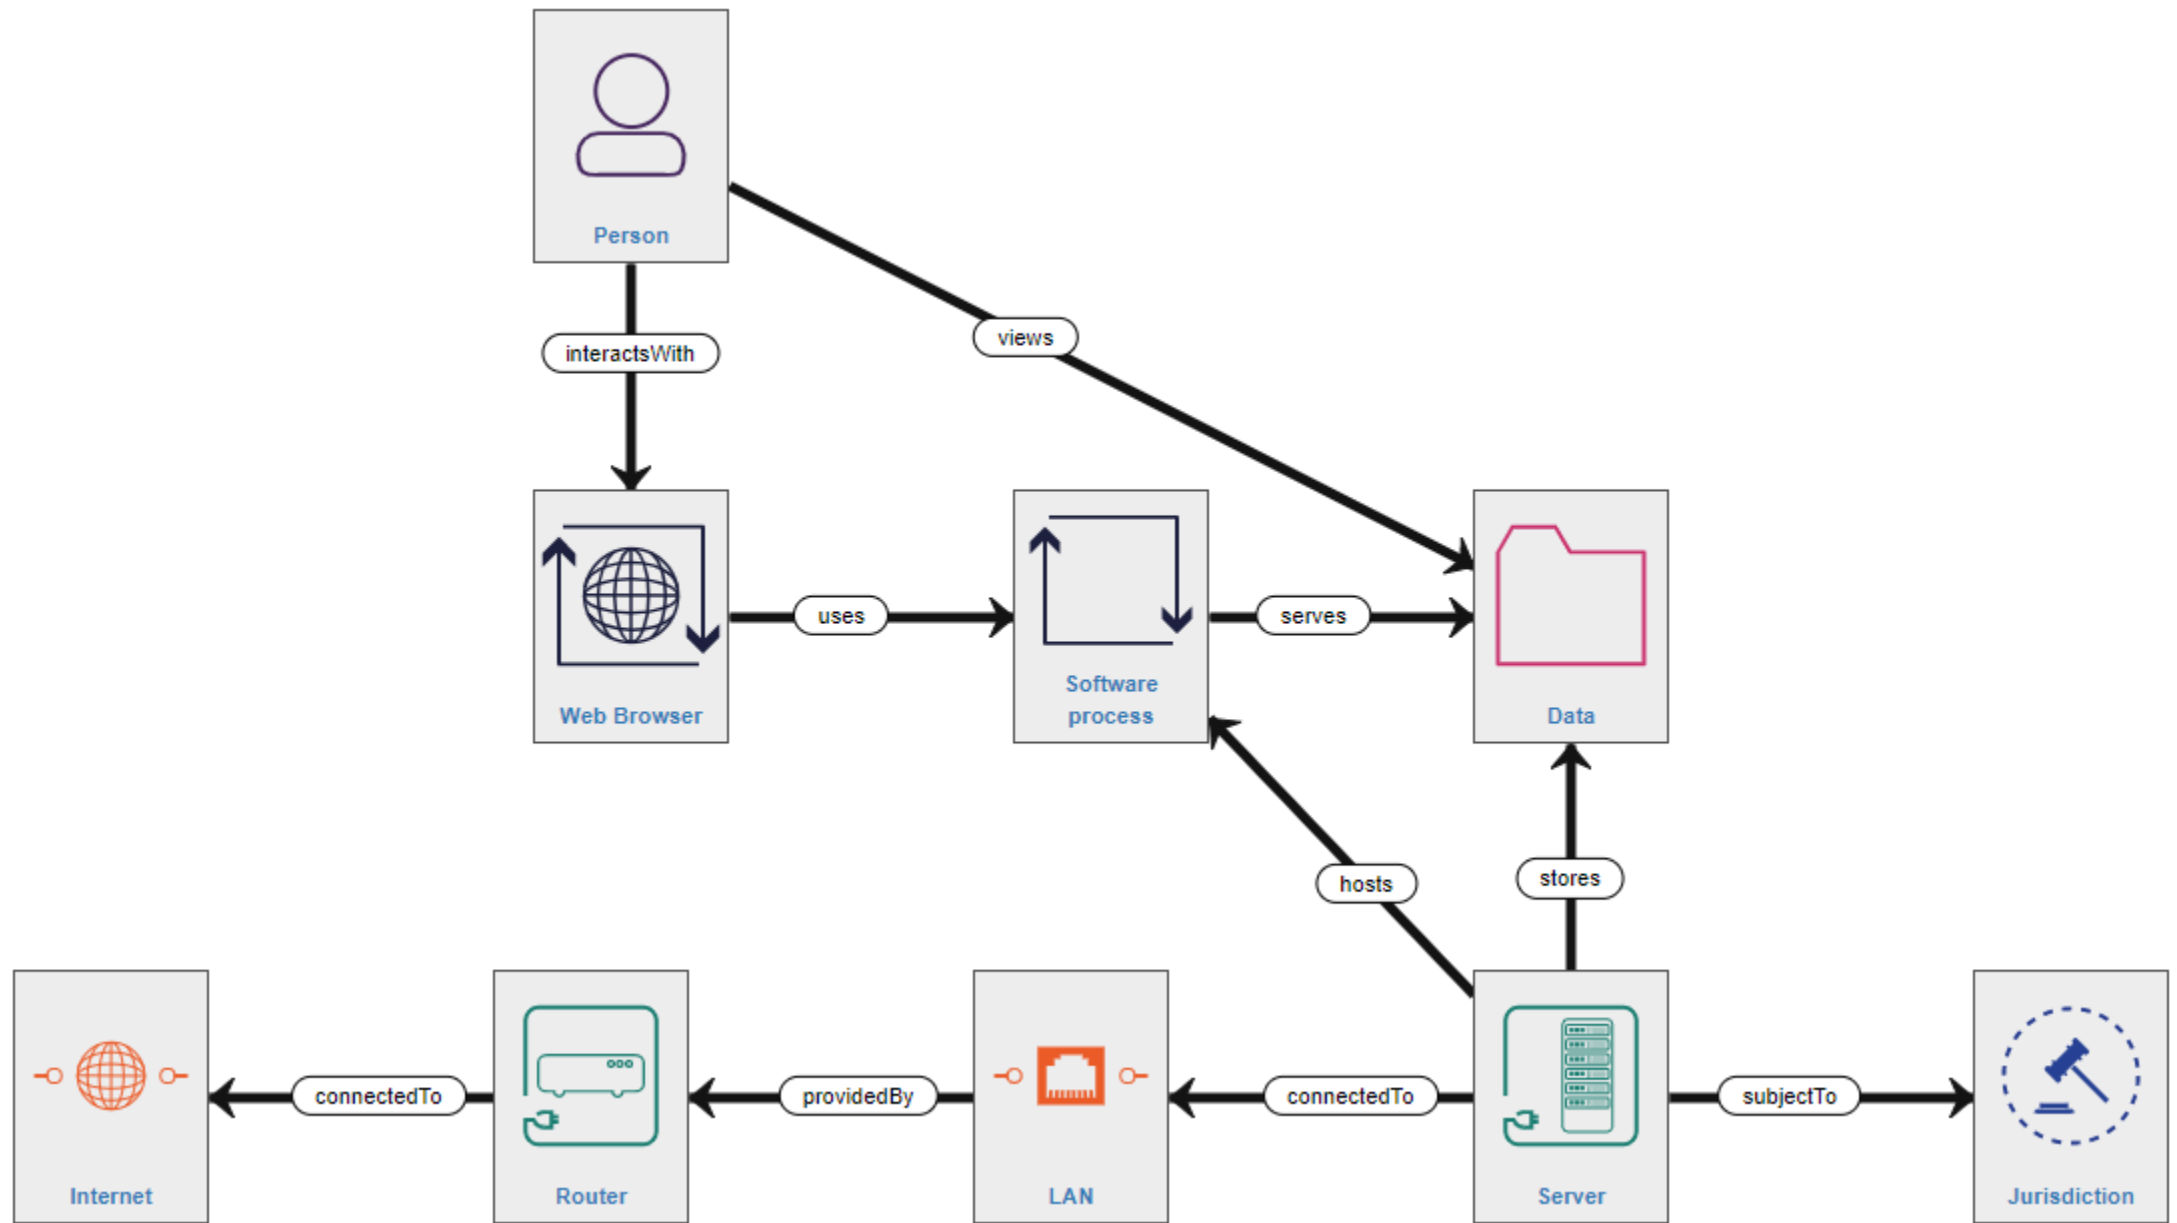 Person
interactsWith
views
uses
serves
Web Browser
Software
process
Data
hosts
stores
connectedTo
providedBy
connectedTo
subjectTo
Internet
Router
LAN
Server
Jurisdiction